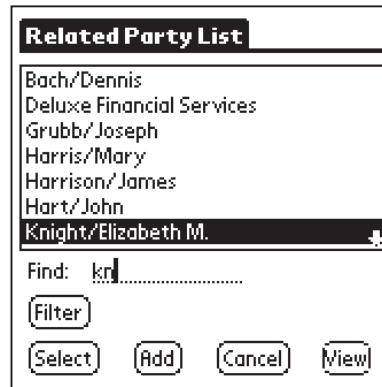 Related Party List
Bach/Dennis
Deluxe Financial Services
Grubb/Joseph
Harris/Mary
Harrison/James
Hart/John
Knight/Elizabeth M.
Find: kn
Filter
Select Add Cancel View